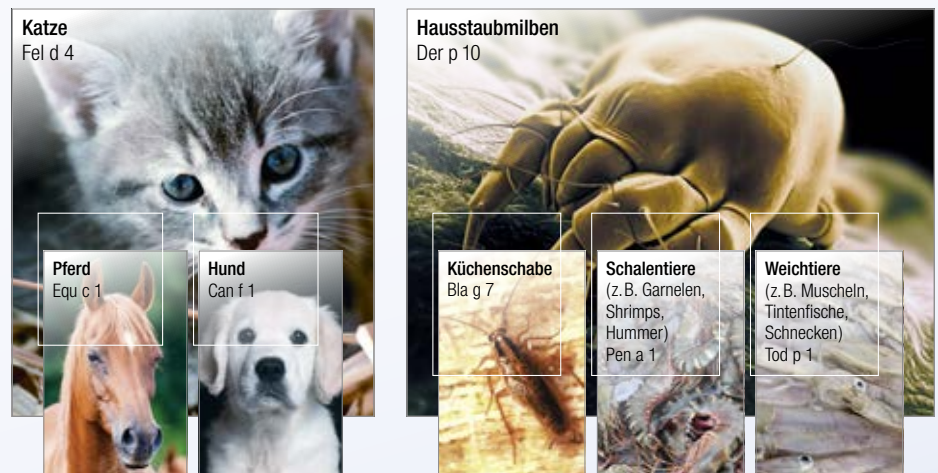 Katze
Fel d 4
Pferd
Equ c 1
Hund
Can f 1
Hausstaubmilben
Der p 10
Küchenschabe
Bla g 7
Schalentiere
(z.B. Garnelen,
Shrimps,
Hummer)
Pen a 1
Weichtiere
(z.B. Muscheln,
Tintenfische,
Schnecken)
Tod p 1